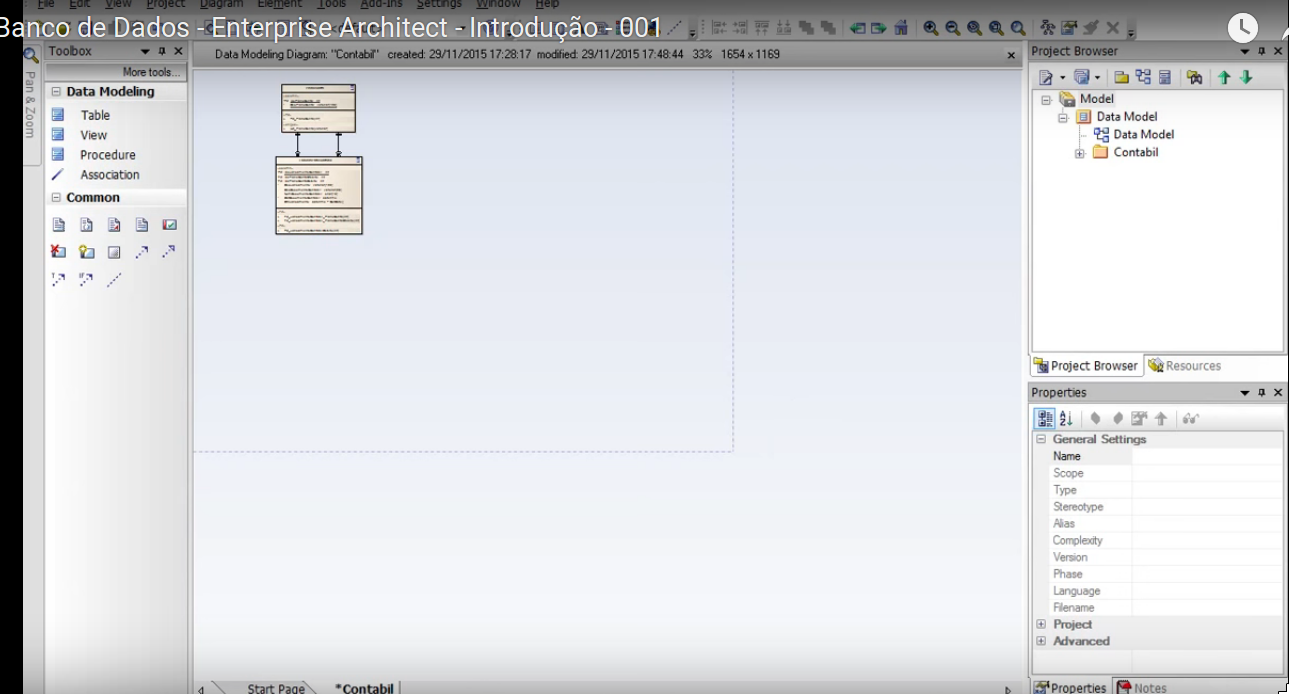 File Edit View Project Diagram Element Tools Add-Ins Settings Window Help
Banco de Dados - Enterprise Architect - Introdução - 001
Toolbox
More tools...
Pan & Zoom
Data Modeling
Table
View
Procedure
Association
Common
Data Modeling Diagram: "Contabil" created: 29/11/2015 17:28:17 modified: 29/11/2015 17:48:44 33% 1654 x 1169
Start Page
*Contabil
Project Browser
Model
Data Model
Data Model
Contabil
Project Browser
Resources
Properties
General Settings
Name
Scope
Type
Stereotype
Alias
Complexity
Version
Phase
Language
Filename
Project
Advanced
Properties
Notes